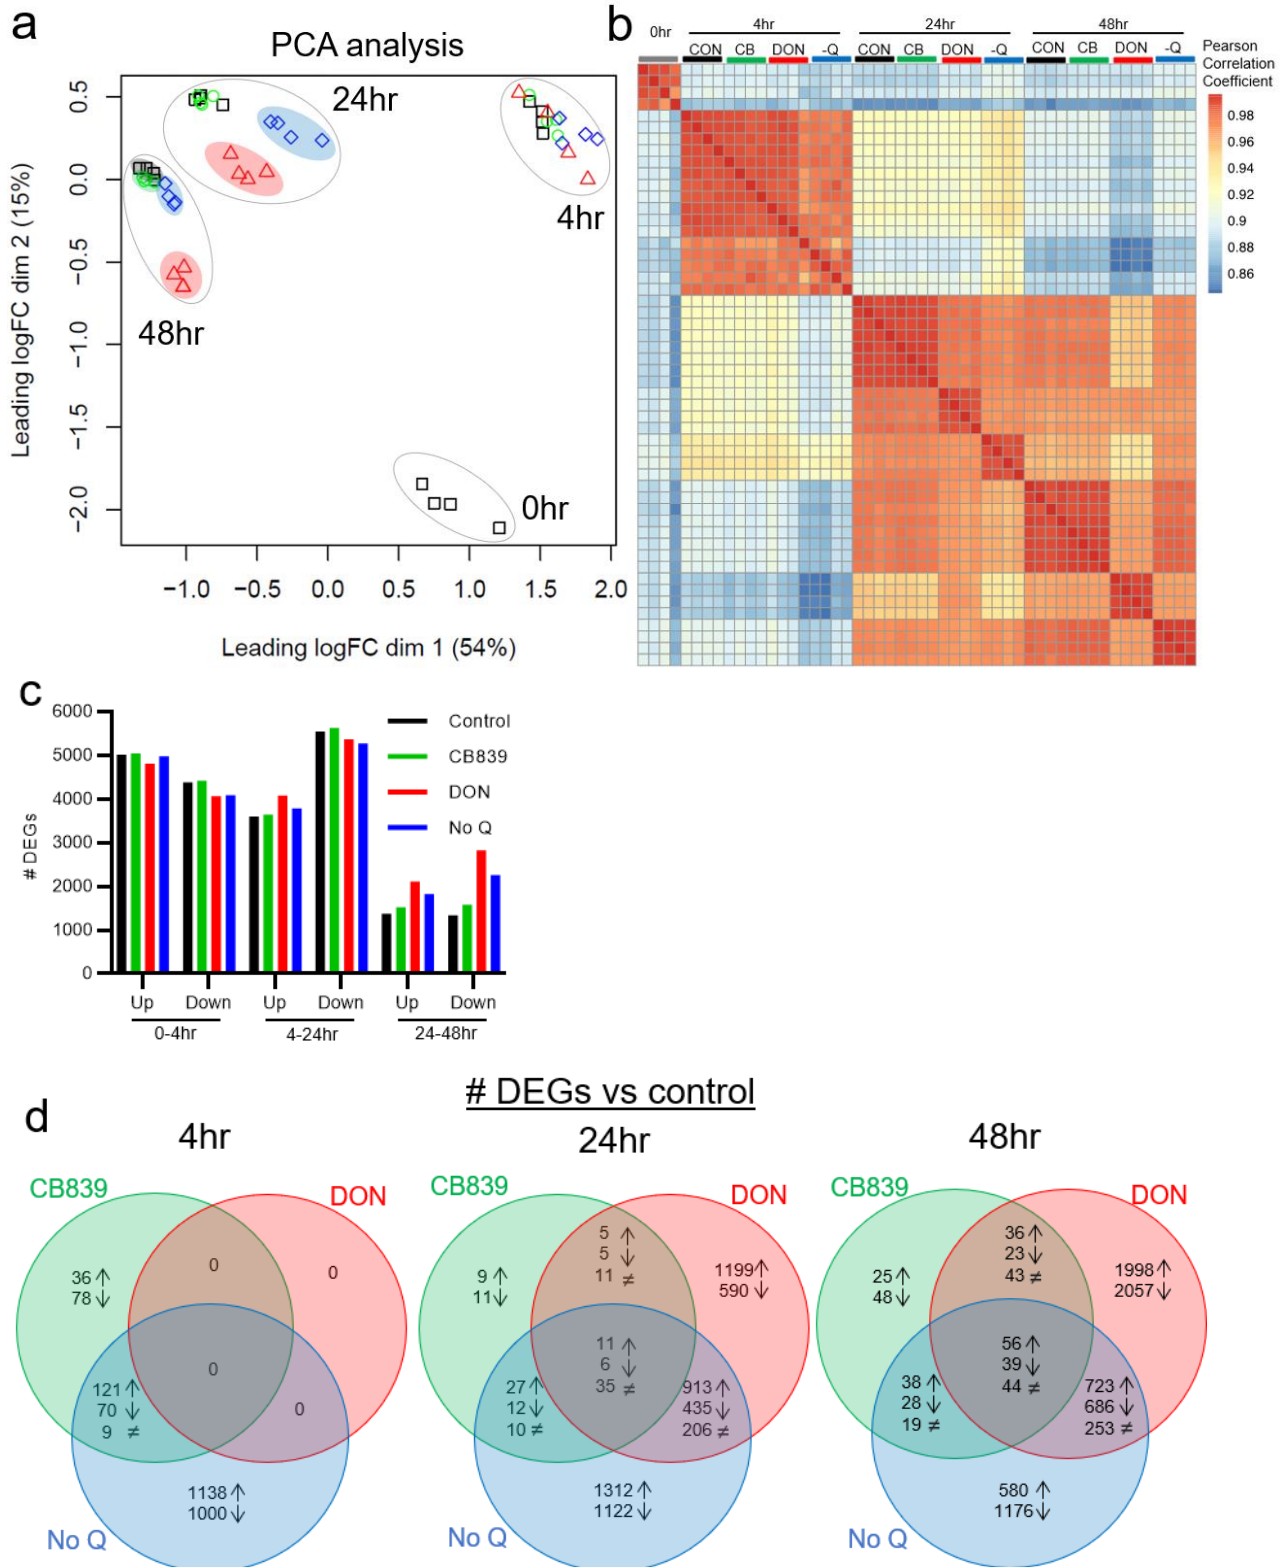 a
PCA analysis
24hr
4hr
48hr
0hr
0.5
0.0
−0.5
−1.0
−1.5
−2.0
Leading logFC dim 2 (15%)
−1.0 −0.5 0.0 0.5 1.0 1.5 2.0
Leading logFC dim 1 (54%)
b
0hr 4hr 24hr 48hr
CON CB DON -Q CON CB DON -Q CON CB DON -Q
Pearson
Correlation
Coefficient
0.98
0.96
0.94
0.92
0.9
0.88
0.86
c
6000
5000
4000
3000
2000
1000
0
# DEGs
Control
CB839
DON
No Q
Up Down Up Down Up Down
0-4hr 4-24hr 24-48hr
# DEGs vs control
d
4hr
CB839
DON
36↑
78↓
0
0
0
121↑
70↓
9 ≠
0
1138↑
1000↓
No Q
24hr
CB839
DON
5 ↑
5 ↓
11 ≠
9↑
11↓
1199↑
590↓
11 ↑
6 ↓
35 ≠
27↑
12↓
10 ≠
913↑
435↓
206 ≠
1312↑
1122↓
No Q
48hr
CB839
DON
36↑
23↓
43 ≠
25↑
48↓
1998↑
2057↓
56↑
39↓
44 ≠
38↑
28↓
19 ≠
723↑
686↓
253 ≠
580↑
1176↓
No Q